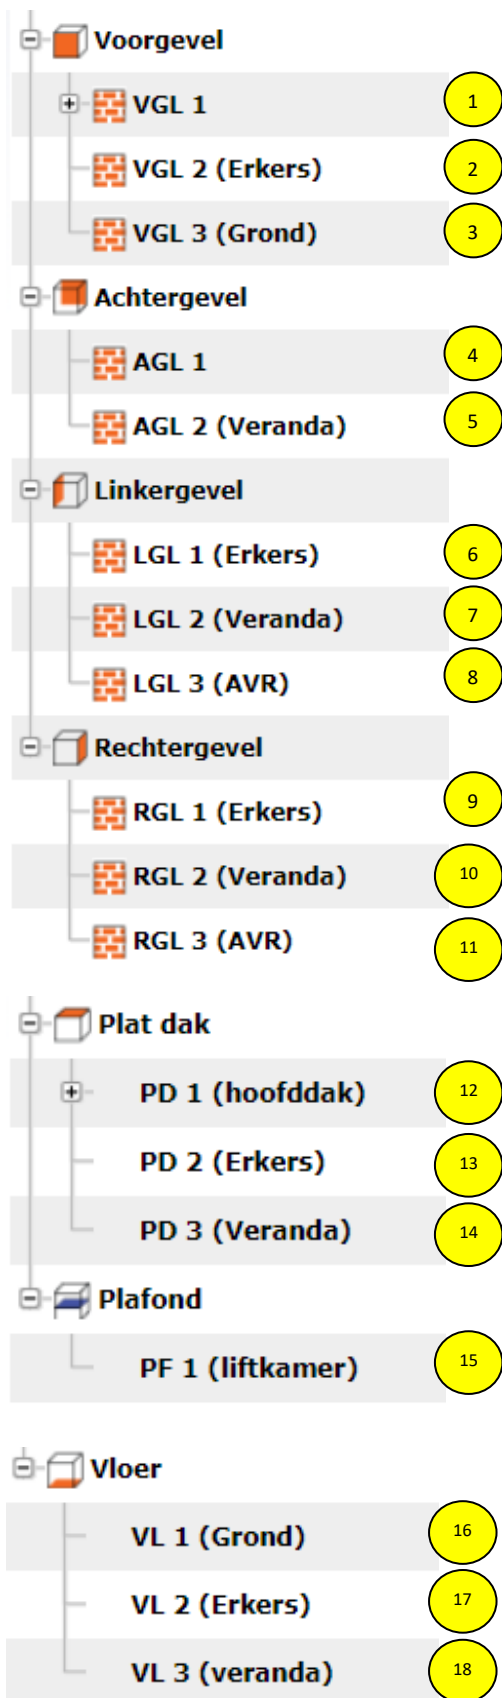 Voorgevel
VGL 1 1
VGL 2 (Erkers) 2
VGL 3 (Grond) 3
Achtergevel
AGL 1 4
AGL 2 (Veranda) 5
Linkergevel
LGL 1 (Erkers) 6
LGL 2 (Veranda) 7
LGL 3 (AVR) 8
Rechtergevel
RGL 1 (Erkers) 9
RGL 2 (Veranda) 10
RGL 3 (AVR) 11
Plat dak
PD 1 (hoofddak) 12
PD 2 (Erkers) 13
PD 3 (Veranda) 14
Plafond
PF 1 (liftkamer) 15
Vloer
VL 1 (Grond) 16
VL 2 (Erkers) 17
VL 3 (veranda) 18